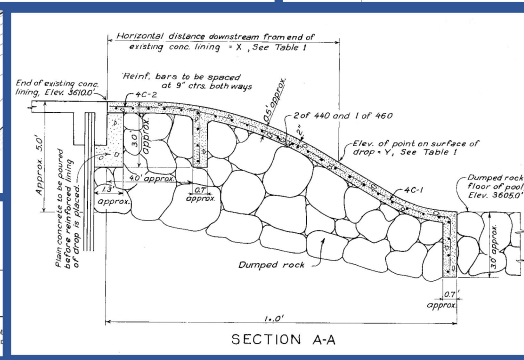 Horizontal distance downstream from end of
existing conc. lining = X, See Table 1
End of existing conc.
lining, Elev. 3610.0'
Reinf. bars to be spaced
at 9" ctrs. both ways
4C-2
0.5' approx.
2 of 440 and 1 of 460
2"
Elev. of point on surface of
drop = Y, See Table 1
Approx. 5.0'
3.0'
approx.
4.0' approx.
1.3'
approx.
0.7'
approx.
Plain concrete to be poured
before reinforced lining
of drop is placed.
4C-1
Dumped rock
floor of pool,
Elev. 3605.0'
3.0' approx.
Dumped rock
0.7'
approx.
SECTION A-A